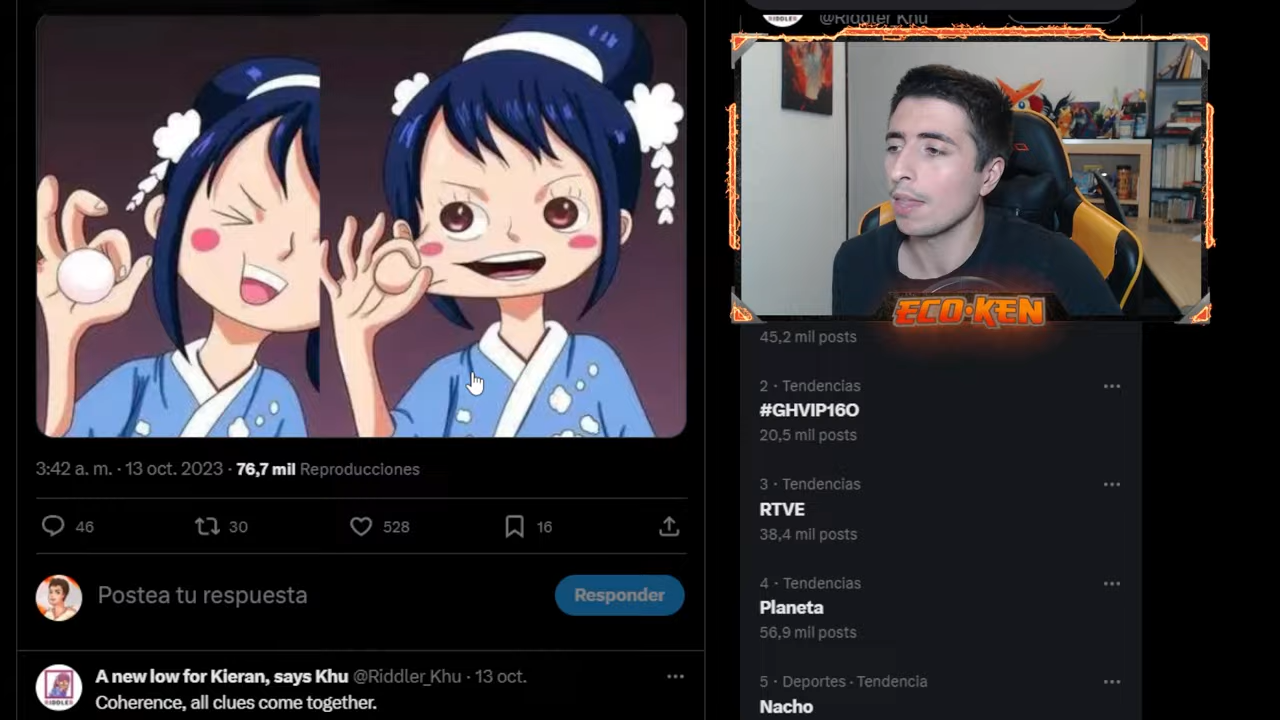 RIDDLER @Riddler_Khu
ECO·KEN
45,2 mil posts
2 · Tendencias
#GHVIP16O
20,5 mil posts
3 · Tendencias
RTVE
38,4 mil posts
4 · Tendencias
Planeta
56,9 mil posts
5 · Deportes · Tendencia
Nacho
3:42 a. m. · 13 oct. 2023 · 76,7 mil Reproducciones
46 30 528 16
Postea tu respuesta
Responder
A new low for Kieran, says Khu @Riddler_Khu · 13 oct.
RIDDLER
Coherence, all clues come together.